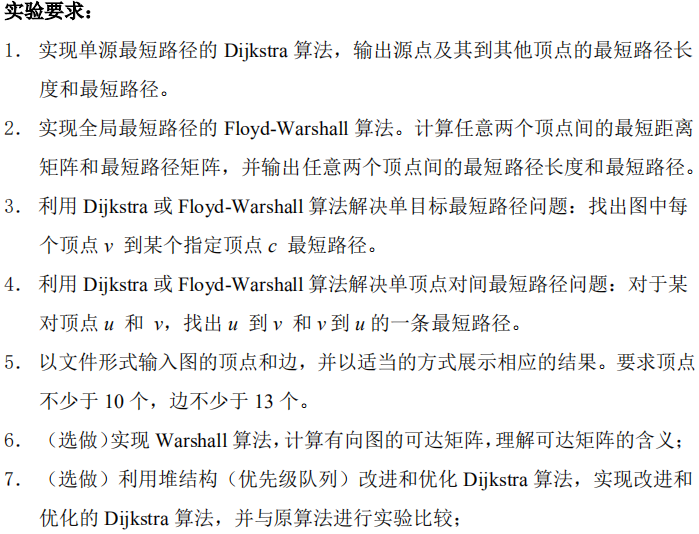 实验要求：
1. 实现单源最短路径的 Dijkstra 算法，输出源点及其到其他顶点的最短路径长
度和最短路径。
2. 实现全局最短路径的 Floyd-Warshall 算法。计算任意两个顶点间的最短距离
矩阵和最短路径矩阵，并输出任意两个顶点间的最短路径长度和最短路径。
3. 利用 Dijkstra 或 Floyd-Warshall 算法解决单目标最短路径问题：找出图中每
个顶点 v 到某个指定顶点 c 最短路径。
4. 利用 Dijkstra 或 Floyd-Warshall 算法解决单顶点对间最短路径问题：对于某
对顶点 u 和 v，找出 u 到 v 和 v 到 u 的一条最短路径。
5. 以文件形式输入图的顶点和边，并以适当的方式展示相应的结果。要求顶点
不少于 10 个，边不少于 13 个。
6. （选做）实现 Warshall 算法，计算有向图的可达矩阵，理解可达矩阵的含义；
7. （选做）利用堆结构（优先级队列）改进和优化 Dijkstra 算法，实现改进和
优化的 Dijkstra 算法，并与原算法进行实验比较；